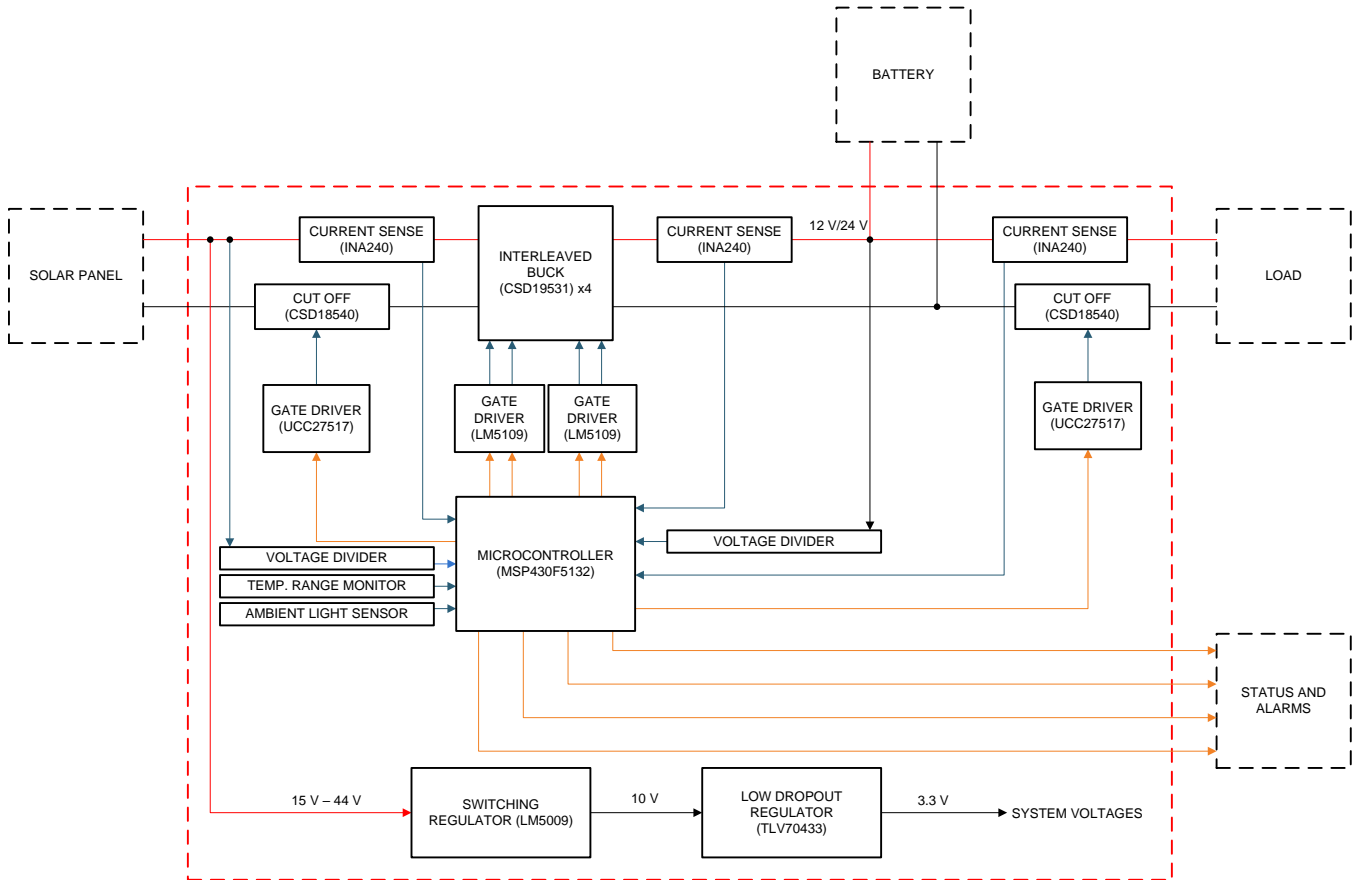 BATTERY
SOLAR PANEL
CURRENT SENSE
(INA240)
INTERLEAVED
BUCK
(CSD19531) x4
CURRENT SENSE
(INA240)
12 V/24 V
CURRENT SENSE
(INA240)
LOAD
CUT OFF
(CSD18540)
CUT OFF
(CSD18540)
GATE DRIVER
(UCC27517)
GATE
DRIVER
(LM5109)
GATE
DRIVER
(LM5109)
GATE DRIVER
(UCC27517)
MICROCONTROLLER
(MSP430F5132)
VOLTAGE DIVIDER
VOLTAGE DIVIDER
TEMP. RANGE MONITOR
AMBIENT LIGHT SENSOR
STATUS AND
ALARMS
15 V – 44 V
SWITCHING
REGULATOR (LM5009)
10 V
LOW DROPOUT
REGULATOR
(TLV70433)
3.3 V
SYSTEM VOLTAGES